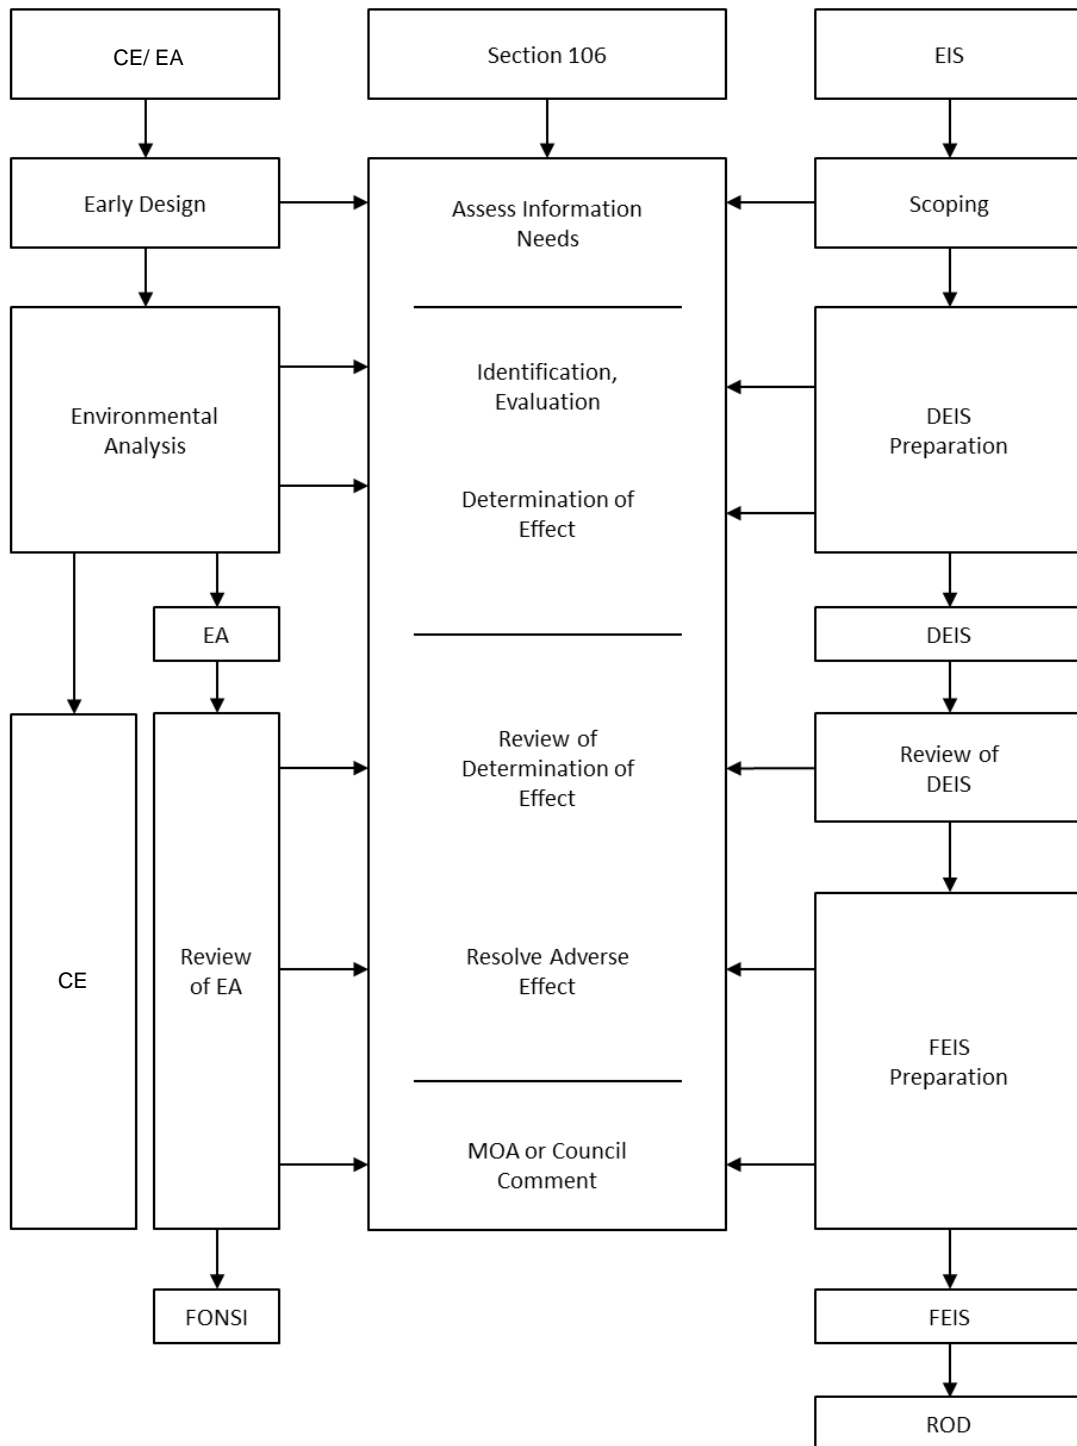 CE/ EA
Section 106
EIS
Early Design
Assess Information
Needs
Scoping
Environmental
Analysis
Identification,
Evaluation
Determination of
Effect
DEIS
Preparation
EA
DEIS
CE
Review
of EA
Review of
Determination of
Effect
Review of
DEIS
Resolve Adverse
Effect
FEIS
Preparation
MOA or Council
Comment
FONSI
FEIS
ROD